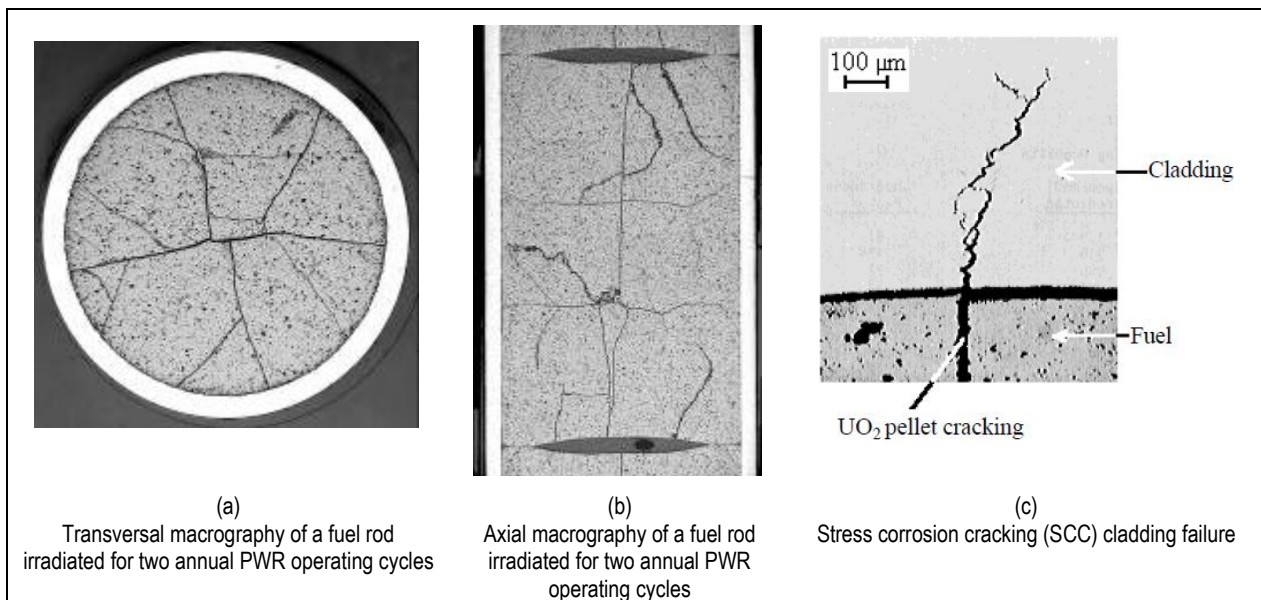 100 μm
Cladding
Fuel
UO₂ pellet cracking
(a)
Transversal macrography of a fuel rod
irradiated for two annual PWR operating cycles
(b)
Axial macrography of a fuel rod
irradiated for two annual PWR
operating cycles
(c)
Stress corrosion cracking (SCC) cladding failure